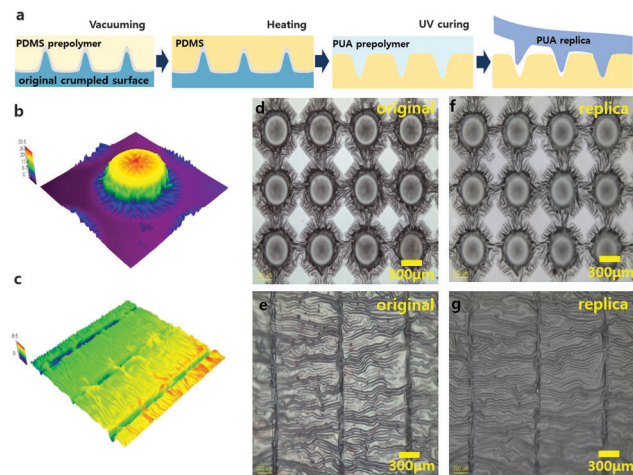 a
Vacuuming
Heating
UV curing
PDMS prepolymer
PDMS
PUA prepolymer
PUA replica
original crumpled surface
b
d
original
f
replica
300μm
300μm
c
e
original
g
replica
300μm
300μm